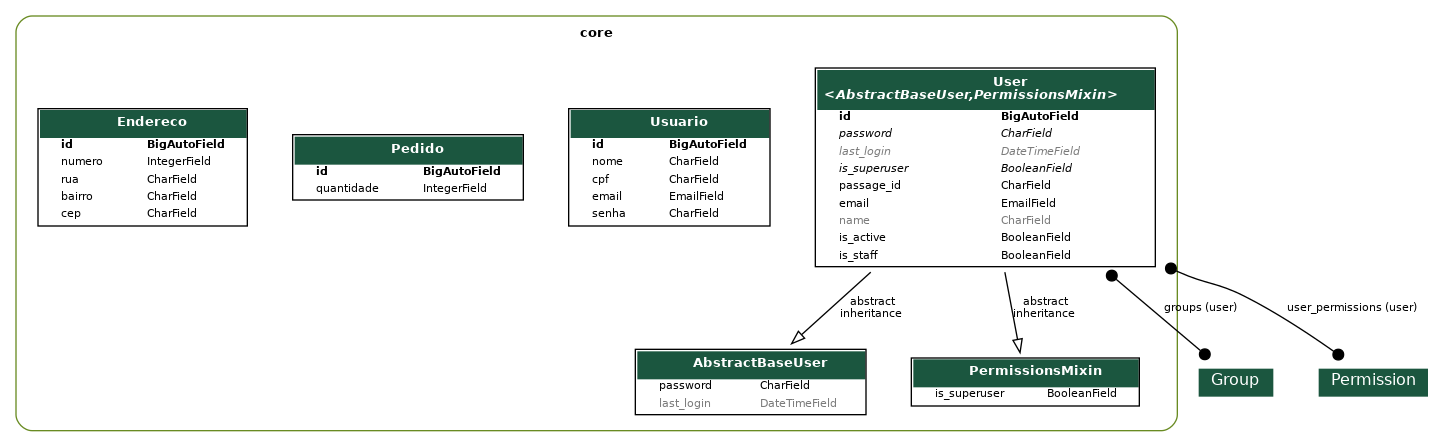 core
Endereco
id BigAutoField
numero IntegerField
rua CharField
bairro CharField
cep CharField
Pedido
id BigAutoField
quantidade IntegerField
Usuario
id BigAutoField
nome CharField
cpf CharField
email EmailField
senha CharField
User
<AbstractBaseUser,PermissionsMixin>
id BigAutoField
password CharField
last_login DateTimeField
is_superuser BooleanField
passage_id CharField
email EmailField
name CharField
is_active BooleanField
is_staff BooleanField
abstract
inheritance
abstract
inheritance
groups (user)
user_permissions (user)
AbstractBaseUser
password CharField
last_login DateTimeField
PermissionsMixin
is_superuser BooleanField
Group
Permission